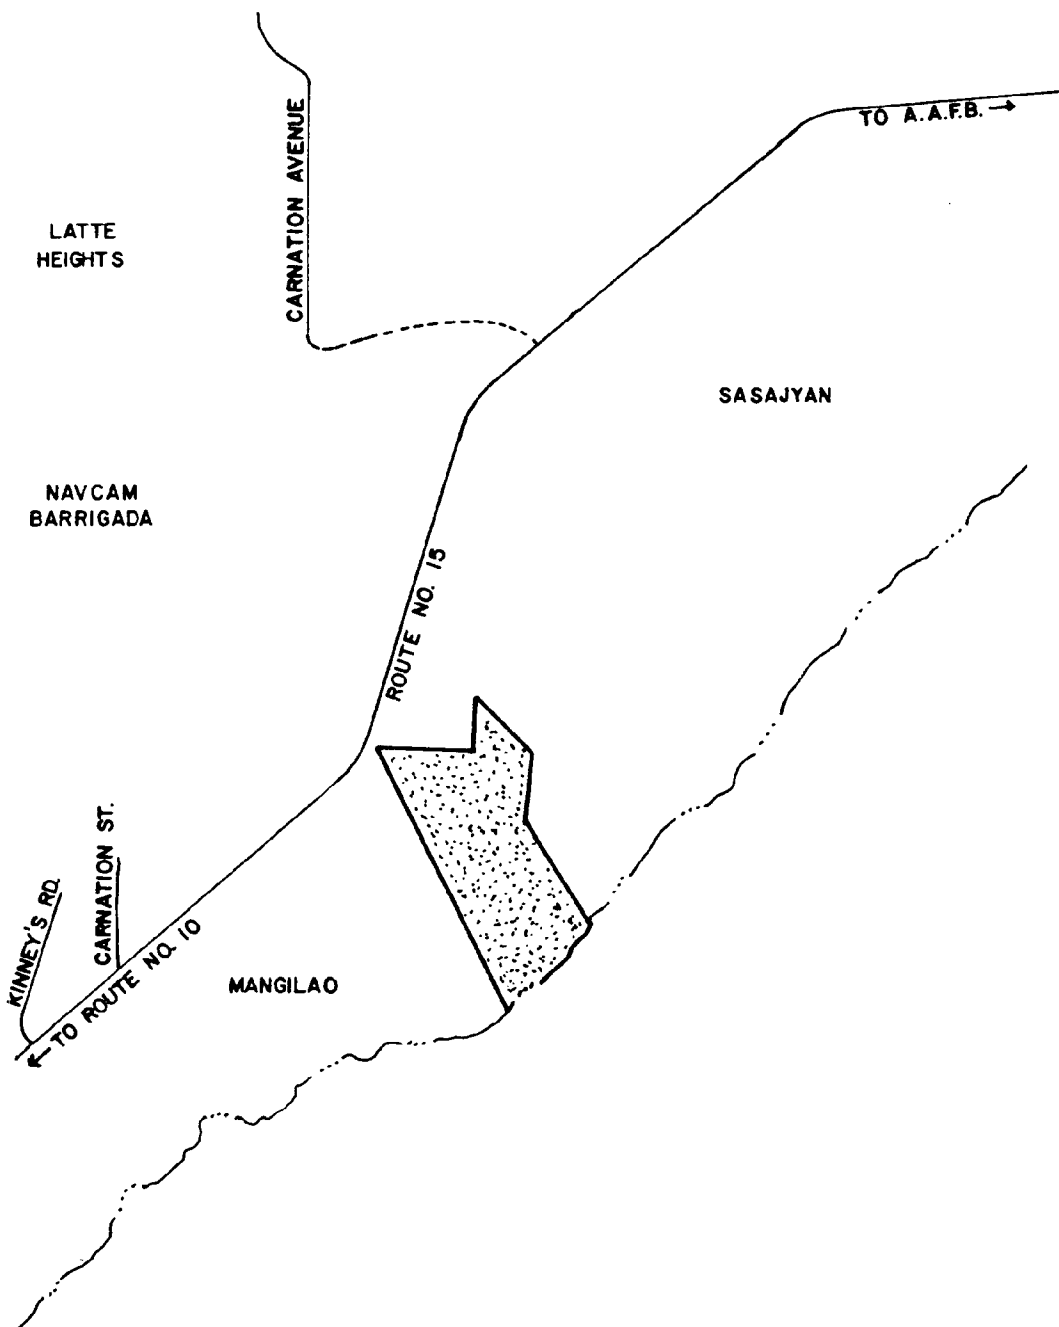 CARNATION AVENUE
TO A.A.F.B. →
LATTE
HEIGHTS
SASAJYAN
NAVCAM
BARRIGADA
ROUTE NO. 15
CARNATION ST.
KINNEY'S RD.
← TO ROUTE NO. 10
MANGILAO